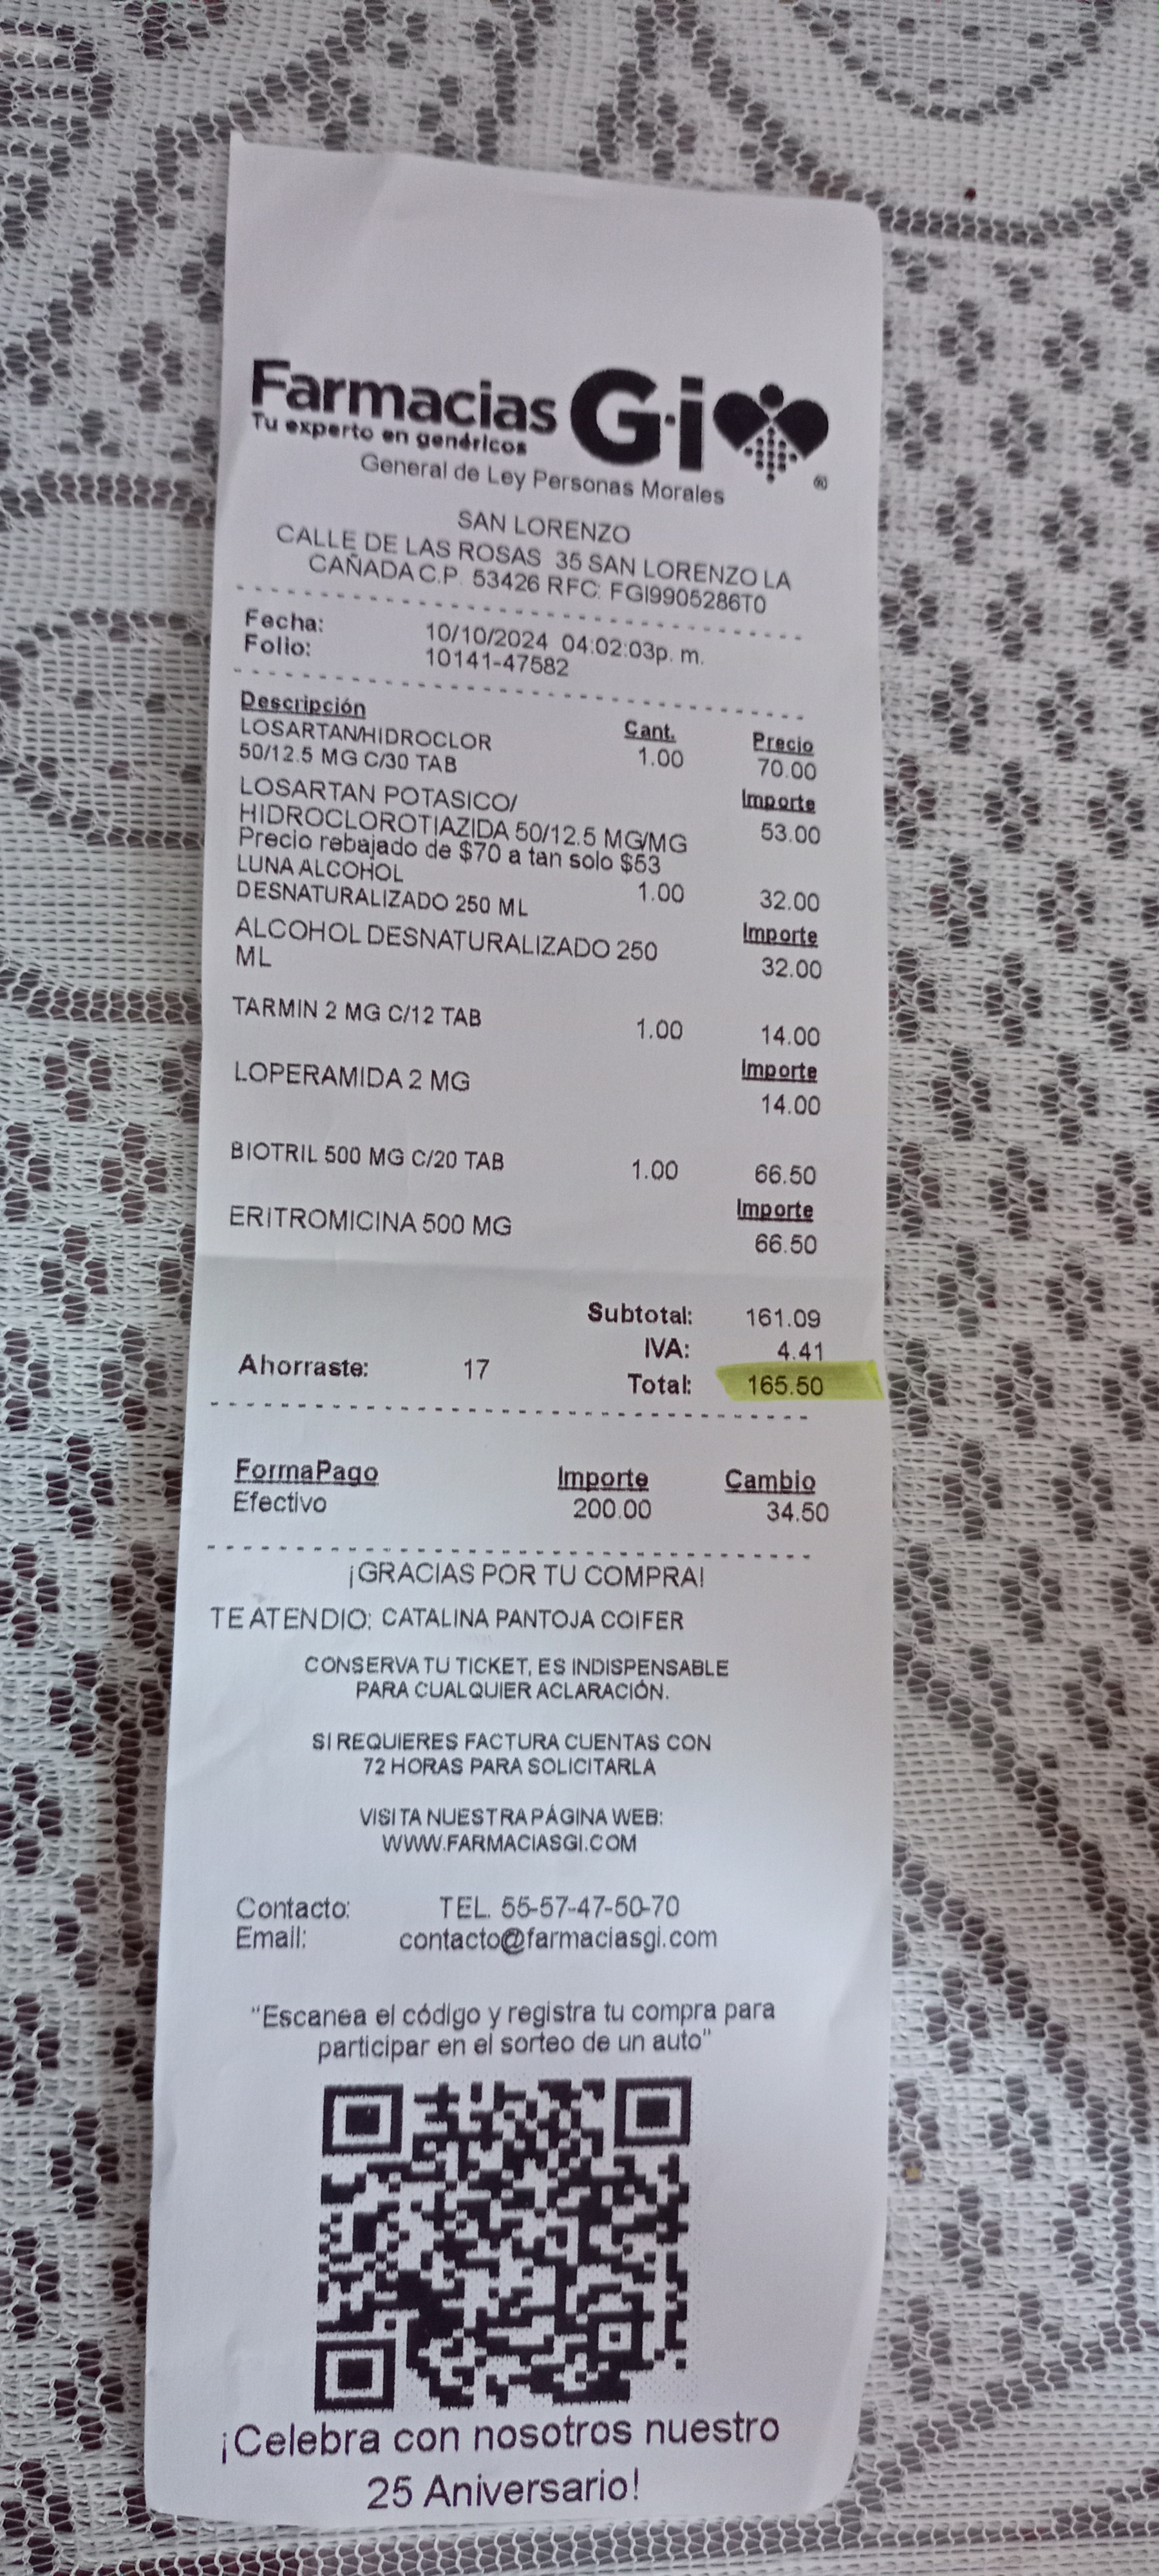 Farmacias G·i
Tu experto en genéricos
General de Ley Personas Morales
SAN LORENZO
CALLE DE LAS ROSAS 35 SAN LORENZO LA
CAÑADA C.P. 53426 RFC: FGI9905286T0
Fecha: 10/10/2024 04:02:03p. m.
Folio: 10141-47582
Descripción Cant. Precio
LOSARTAN/HIDROCLOR 1.00 70.00
50/12.5 MG C/30 TAB
LOSARTAN POTASICO/ Importe
HIDROCLOROTIAZIDA 50/12.5 MG/MG 53.00
Precio rebajado de $70 a tan solo $53
LUNA ALCOHOL 1.00 32.00
DESNATURALIZADO 250 ML
ALCOHOL DESNATURALIZADO 250 Importe
ML 32.00
TARMIN 2 MG C/12 TAB 1.00 14.00
LOPERAMIDA 2 MG Importe
14.00
BIOTRIL 500 MG C/20 TAB 1.00 66.50
ERITROMICINA 500 MG Importe
66.50
Subtotal: 161.09
IVA: 4.41
Ahorraste: 17 Total: 165.50
FormaPago Importe Cambio
Efectivo 200.00 34.50
¡GRACIAS POR TU COMPRA!
TE ATENDIO: CATALINA PANTOJA COIFER
CONSERVA TU TICKET, ES INDISPENSABLE
PARA CUALQUIER ACLARACIÓN.
SI REQUIERES FACTURA CUENTAS CON
72 HORAS PARA SOLICITARLA
VISITA NUESTRA PÁGINA WEB:
WWW.FARMACIASGI.COM
Contacto: TEL. 55-57-47-50-70
Email: contacto@farmaciasgi.com
"Escanea el código y registra tu compra para
participar en el sorteo de un auto"
¡Celebra con nosotros nuestro
25 Aniversario!